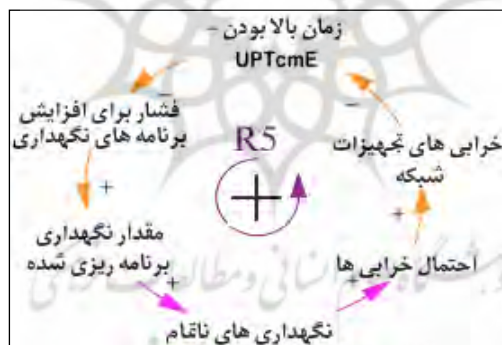 زمان بالا بودن -
UPTcmE
-
فشار برای افزایش
برنامه های نگهداری
+
مقدار نگهداری
برنامه ریزی شده
+
نگهداری های ناتمام
+
احتمال خرابی ها
+
خرابی های تجهیزات
شبکه
-
R5
+